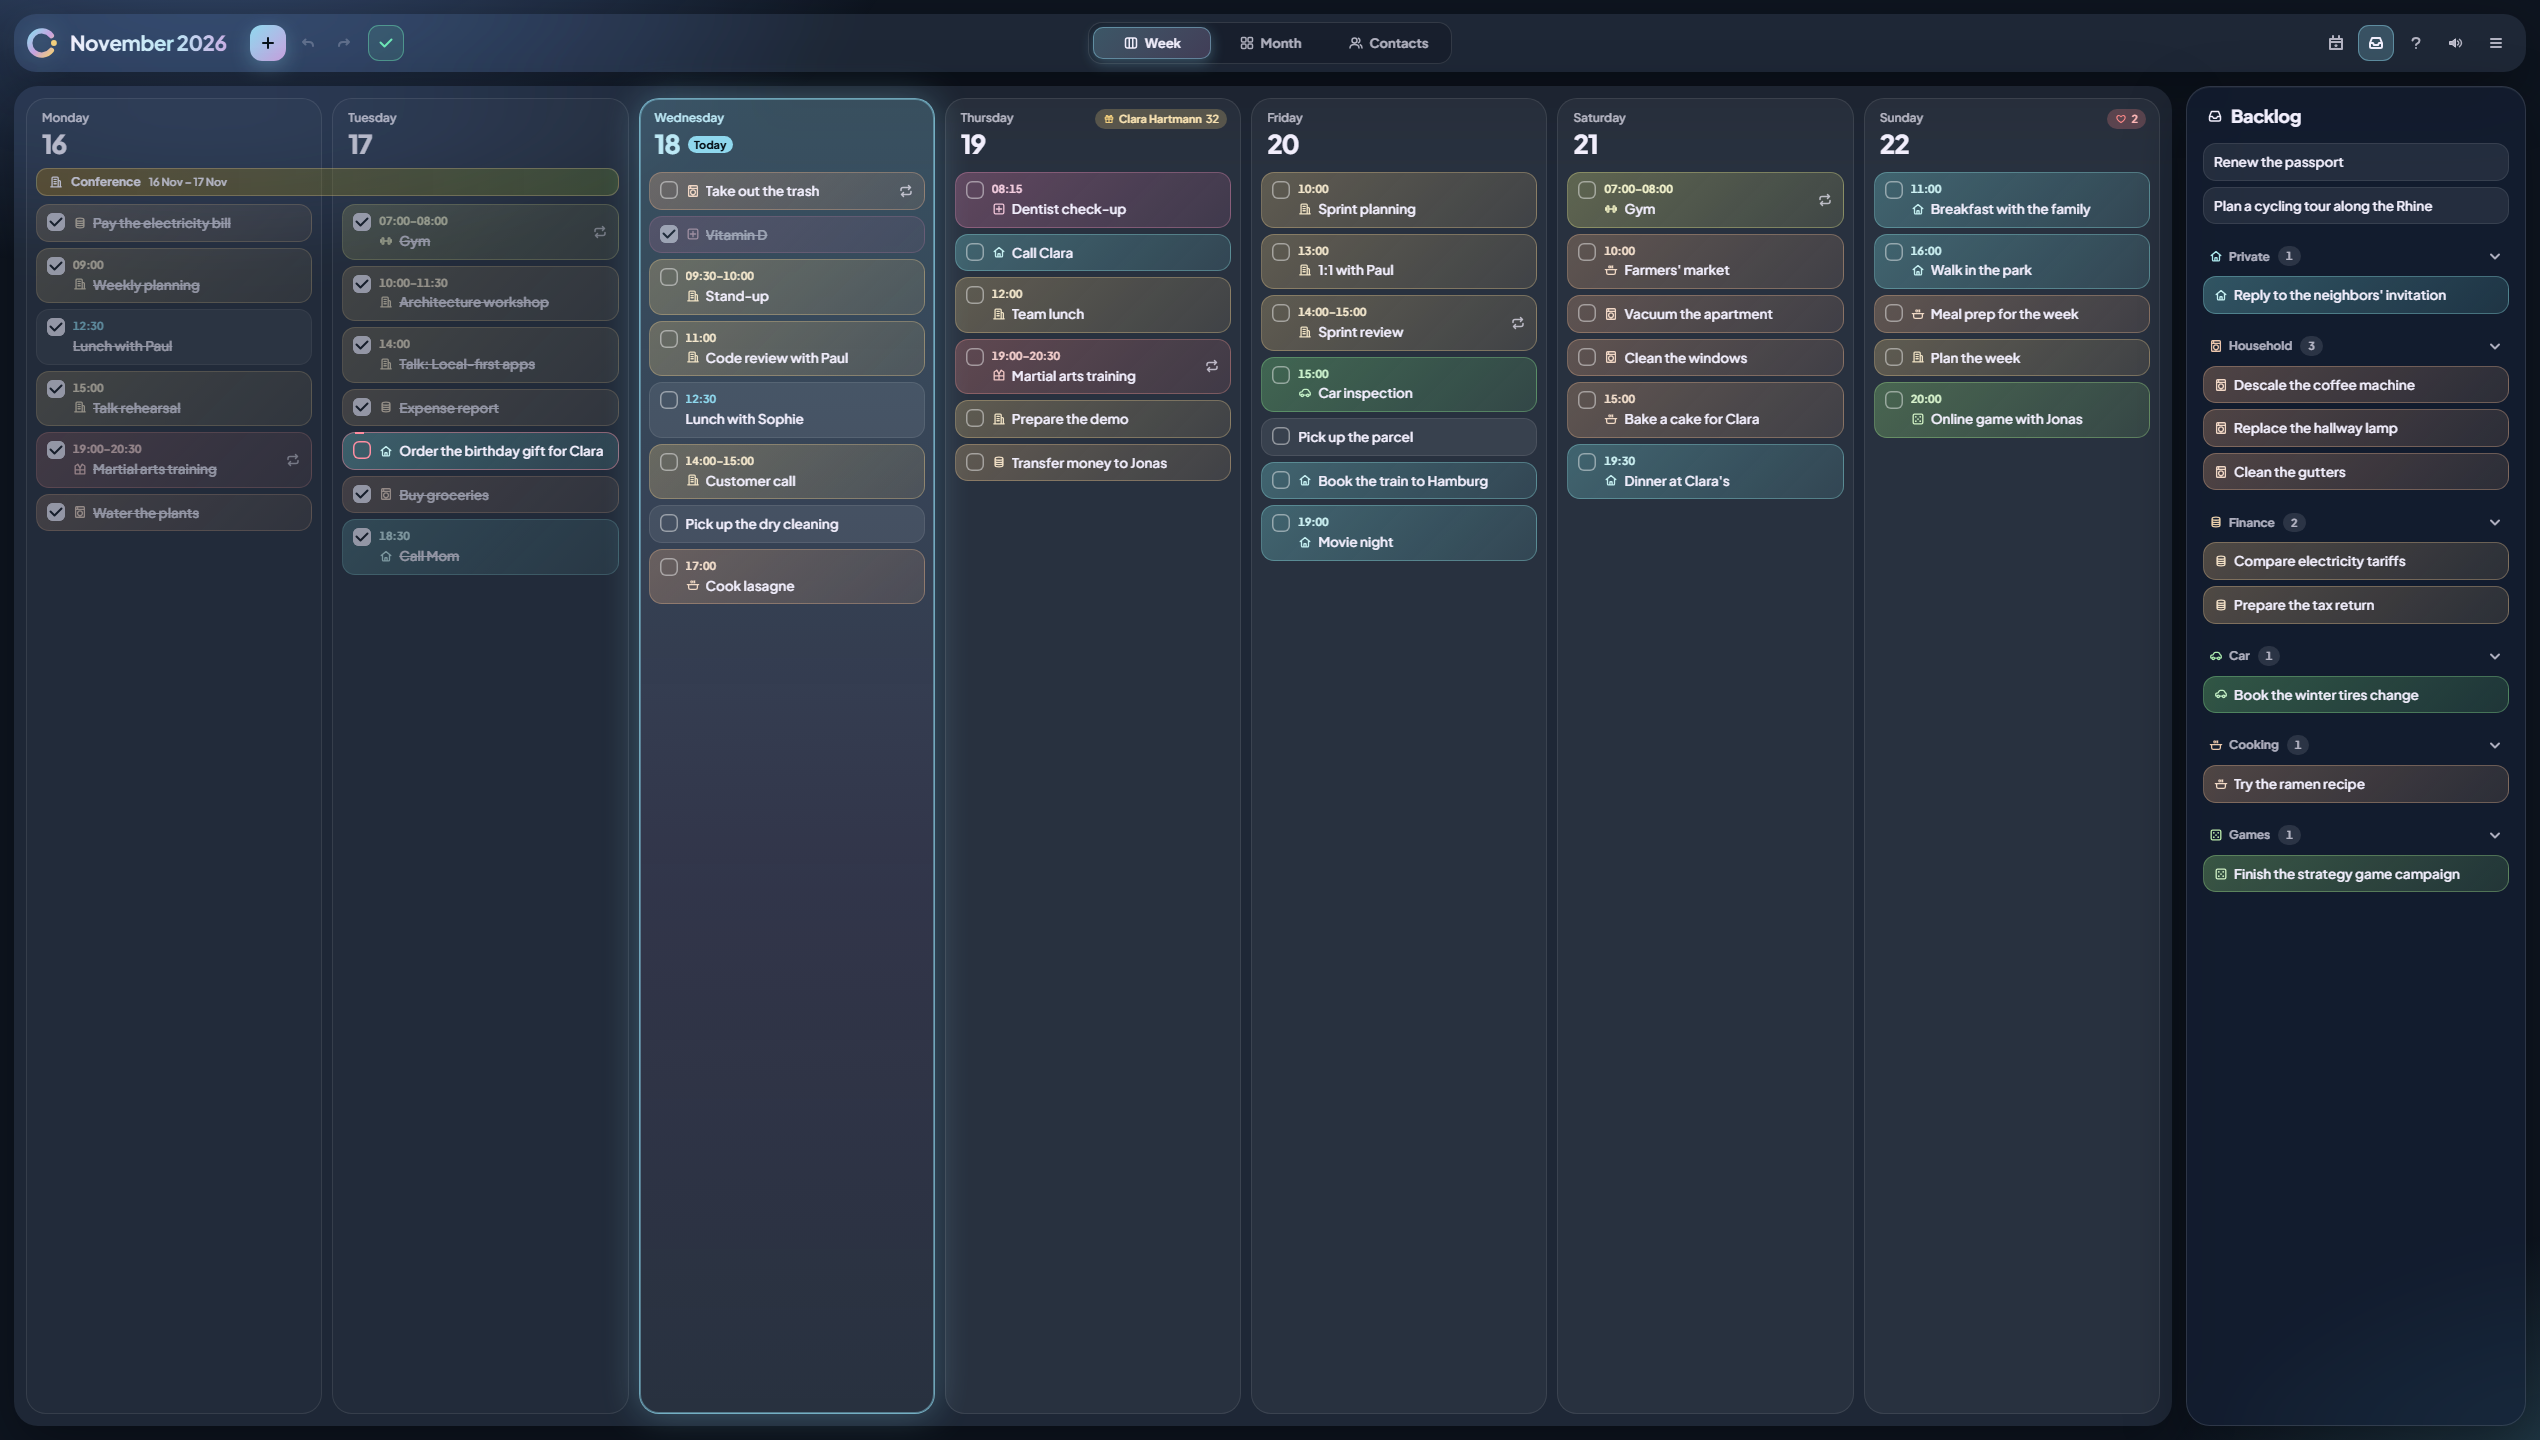 November 2026
Week
Month
Contacts
?
Monday
16
Conference 16 Nov – 17 Nov
Pay the electricity bill
09:00
Weekly planning
12:30
Lunch with Paul
15:00
Talk rehearsal
19:00–20:30
Martial arts training
Water the plants
Tuesday
17
07:00–08:00
Gym
10:00–11:30
Architecture workshop
14:00
Talk: Local-first apps
Expense report
Order the birthday gift for Clara
Buy groceries
18:30
Call Mom
Wednesday
18 Today
Take out the trash
Vitamin D
09:30–10:00
Stand-up
11:00
Code review with Paul
12:30
Lunch with Sophie
14:00–15:00
Customer call
Pick up the dry cleaning
17:00
Cook lasagne
Thursday
Clara Hartmann 32
19
08:15
Dentist check-up
Call Clara
12:00
Team lunch
19:00–20:30
Martial arts training
Prepare the demo
Transfer money to Jonas
Friday
20
10:00
Sprint planning
13:00
1:1 with Paul
14:00–15:00
Sprint review
15:00
Car inspection
Pick up the parcel
Book the train to Hamburg
19:00
Movie night
Saturday
21
07:00–08:00
Gym
10:00
Farmers' market
Vacuum the apartment
Clean the windows
15:00
Bake a cake for Clara
19:30
Dinner at Clara's
Sunday
2
22
11:00
Breakfast with the family
16:00
Walk in the park
Meal prep for the week
Plan the week
20:00
Online game with Jonas
Backlog
Renew the passport
Plan a cycling tour along the Rhine
Private 1
Reply to the neighbors' invitation
Household 3
Descale the coffee machine
Replace the hallway lamp
Clean the gutters
Finance 2
Compare electricity tariffs
Prepare the tax return
Car 1
Book the winter tires change
Cooking 1
Try the ramen recipe
Games 1
Finish the strategy game campaign